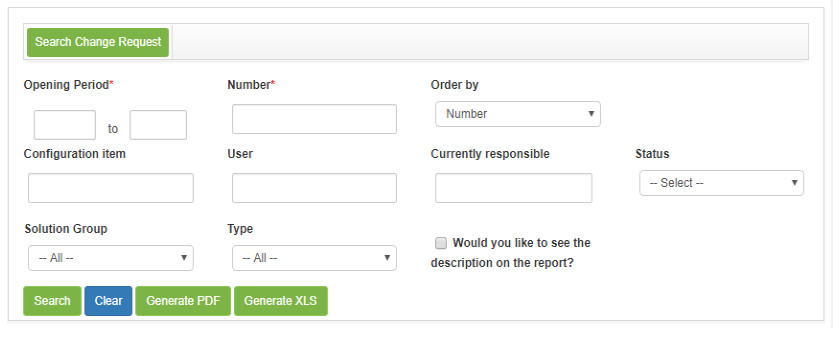 Search Change Request
Opening Period* Number* Order by
to Number
Configuration item User Currently responsible Status
-- Select --
Solution Group Type
-- All -- -- All --
Would you like to see the
description on the report?
Search Clear Generate PDF Generate XLS